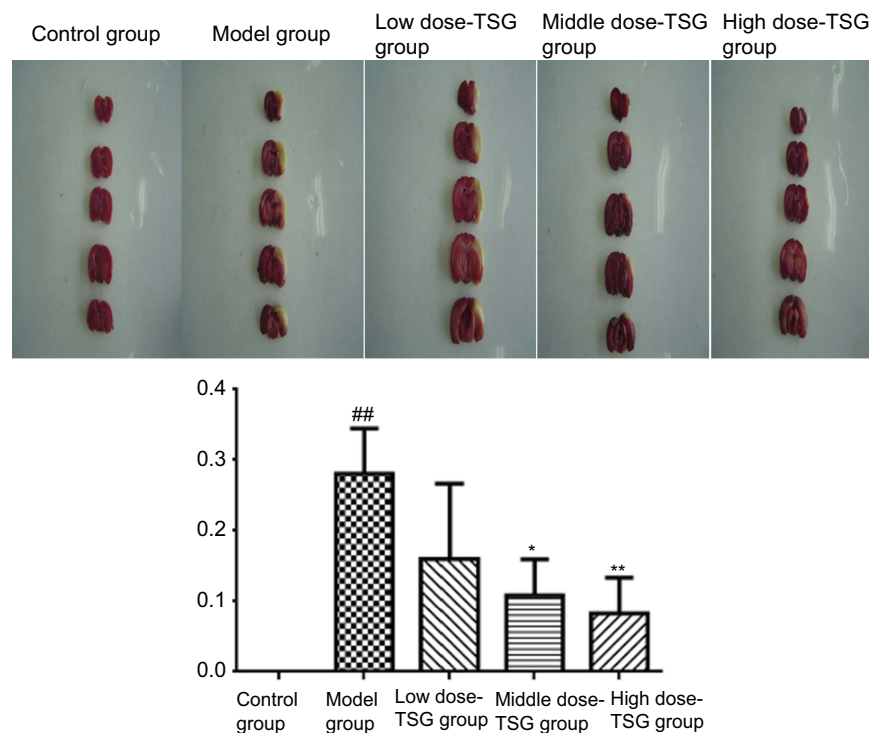 Control group
Model group
Low dose-TSG
group
Middle dose-TSG
group
High dose-TSG
group
0.4
0.3
0.2
0.1
0.0
##
*
**
Control
group
Model
group
Low dose-
TSG group
Middle dose-
TSG group
High dose-
TSG group